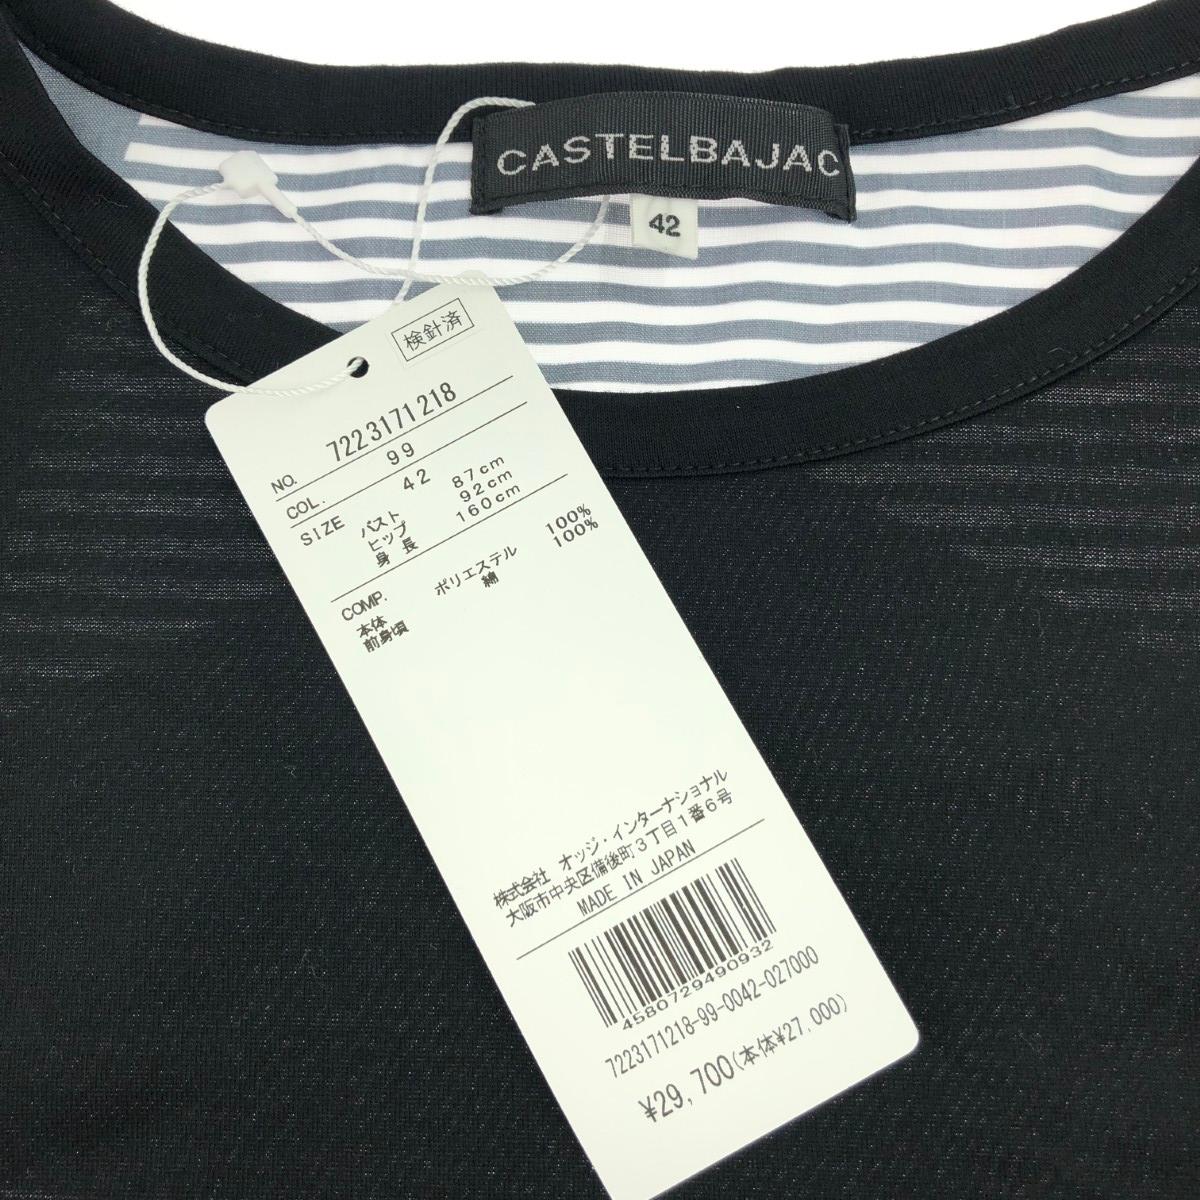 CASTELBAJAC
42
検針済
NO. 7223171218
COL. 99
SIZE 42
バスト 87cm
ヒップ 92cm
身長 160cm
COMP.
本体 ポリエステル 100%
前身頃 綿 100%
株式会社 オッジ・インターナショナル
大阪市中央区備後町3丁目1番6号
MADE IN JAPAN
4580729490932
7223171218-99-0042-027000
¥29,700(本体¥27,000)